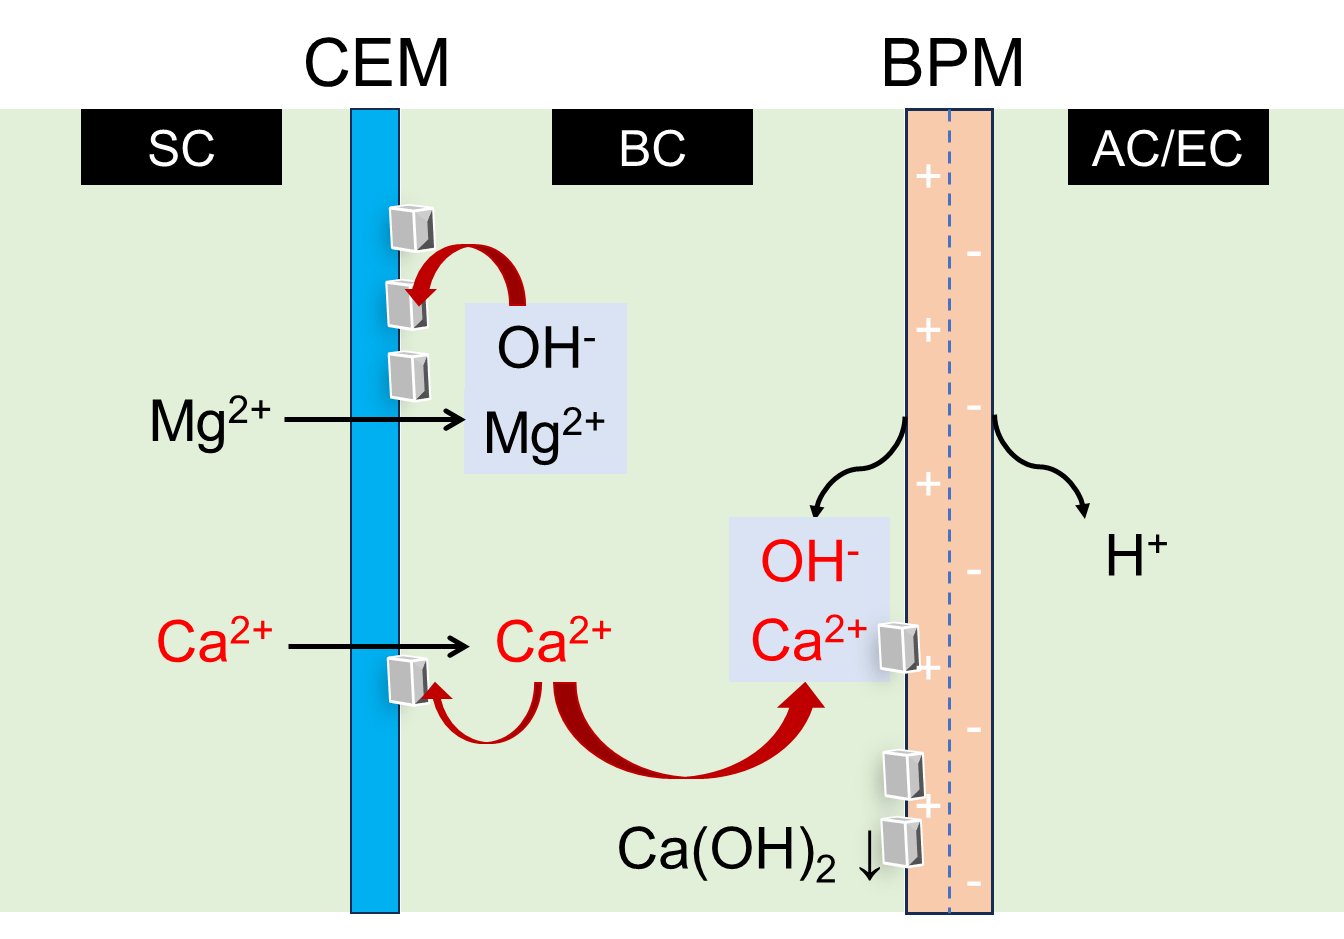 CEM
BPM
SC
BC
AC/EC
+
-
+
OH-
Mg2+
Mg2+
-
+
OH-
H+
-
Ca2+
Ca2+
Ca2+
+
-
+
Ca(OH)2 ↓
-